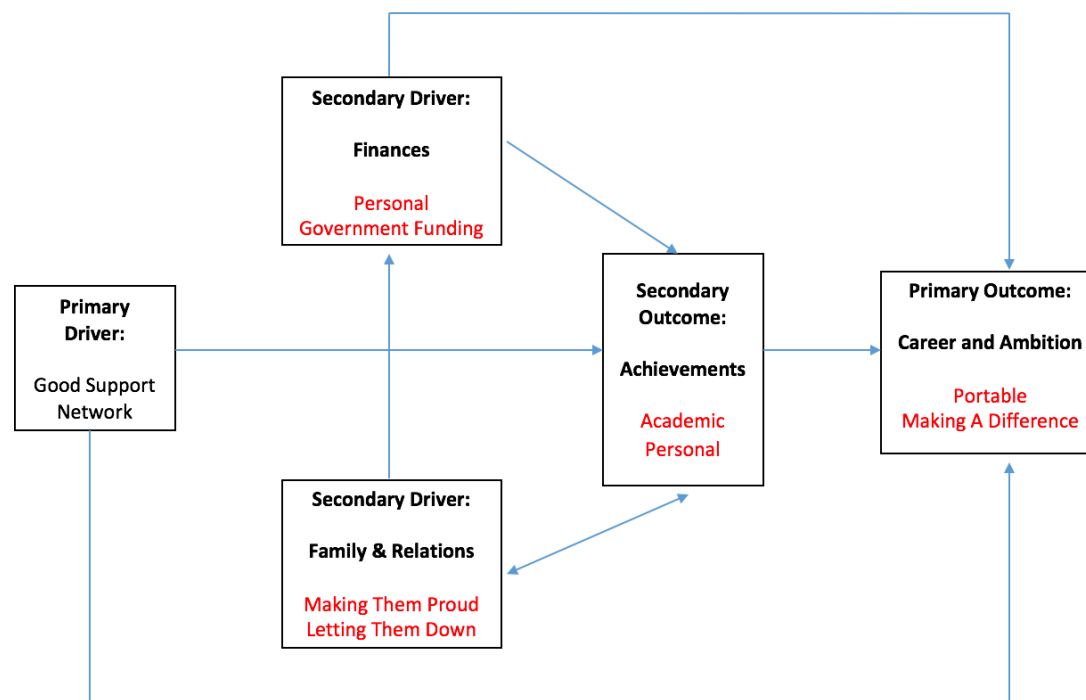 Secondary Driver:
Finances
Personal
Government Funding
Primary
Driver:
Good Support
Network
Secondary
Outcome:
Achievements
Academic
Personal
Primary Outcome:
Career and Ambition
Portable
Making A Difference
Secondary Driver:
Family & Relations
Making Them Proud
Letting Them Down